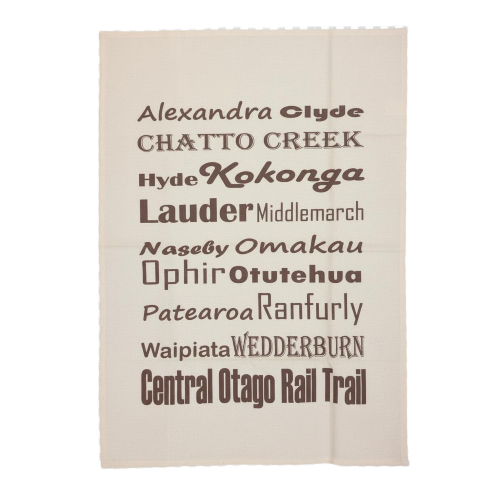 Alexandra Clyde
CHATTO CREEK
Hyde Kokonga
Lauder Middlemarch
Naseby Omakau
Ophir Otutehua
Patearoa Ranfurly
Waipiata WEDDERBURN
Central Otago Rail Trail